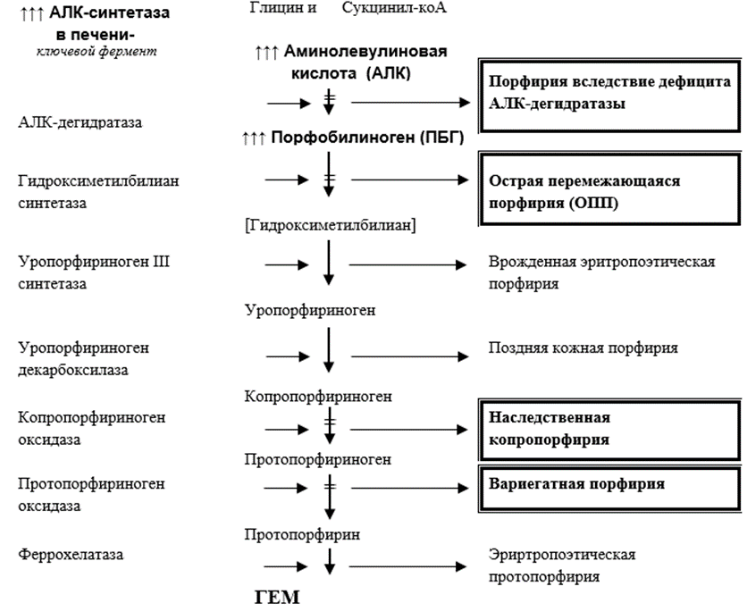 ↑↑↑ АЛК-синтетаза
в печени-
ключевой фермент
Глицин и Сукцинил-коА
↑↑↑ Аминолевулиновая
кислота (АЛК)
АЛК-дегидратаза
Порфирия вследствие дефицита
АЛК-дегидратазы
↑↑↑ Порфобилиноген (ПБГ)
Гидроксиметилбилиан
синтетаза
Острая перемежающаяся
порфирия (ОПП)
[Гидроксиметилбилиан]
Уропорфириноген III
синтетаза
Врожденная эритропоэтическая
порфирия
Уропорфириноген
Уропорфириноген
декарбоксилаза
Поздняя кожная порфирия
Копропорфириноген
Копропорфириноген
оксидаза
Наследственная
копропорфирия
Протопорфириноген
Протопорфириноген
оксидаза
Вариегатная порфирия
Протопорфирин
Феррохелатаза
Эриртропоэтическая
протопорфирия
ГЕМ